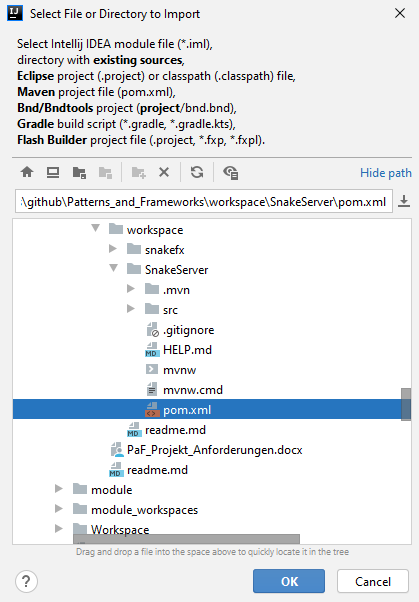 IJ Select File or Directory to Import
Select Intellij IDEA module file (*.iml),
directory with existing sources,
Eclipse project (.project) or classpath (.classpath) file,
Maven project file (pom.xml),
Bnd/Bndtools project (project/bnd.bnd),
Gradle build script (*.gradle, *.gradle.kts),
Flash Builder project file (.project, *.fxp, *.fxpl).
Hide path
:\github\Patterns_and_Frameworks\workspace\SnakeServer\pom.xml
workspace
snakefx
SnakeServer
.mvn
src
.gitignore
MD HELP.md
mvnw
mvnw.cmd
pom.xml
MD readme.md
PaF_Projekt_Anforderungen.docx
MD readme.md
module
module_workspaces
Workspace
Drag and drop a file into the space above to quickly locate it in the tree
? OK Cancel